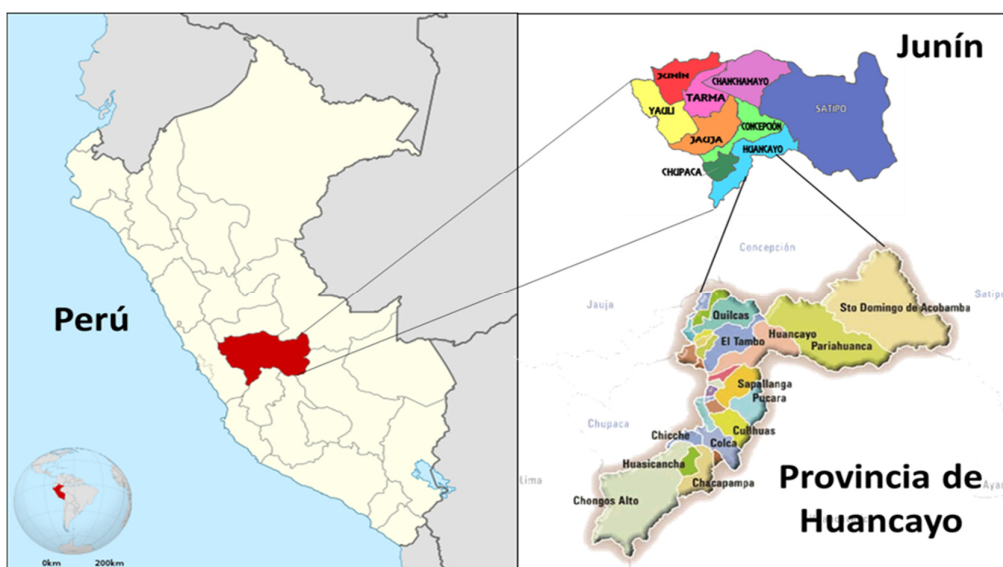 Perú
0km 200km
Junín
JUNÍN
CHANCHAMAYO
TARMA
SATIPO
YAULI
CONCEPCIÓN
JAUJA
HUANCAYO
CHUPACA
Concepción
Jauja
Satipo
Sto Domingo de Acobamba
Quilcas
Huancayo
El Tambo
Pariahuanca
Sapallanga
Pucara
Chupaca
Cullhuas
Chicche
Colca
Huasicancha
Chacapampa
Lima
Chongos Alto
Provincia de
Huancayo